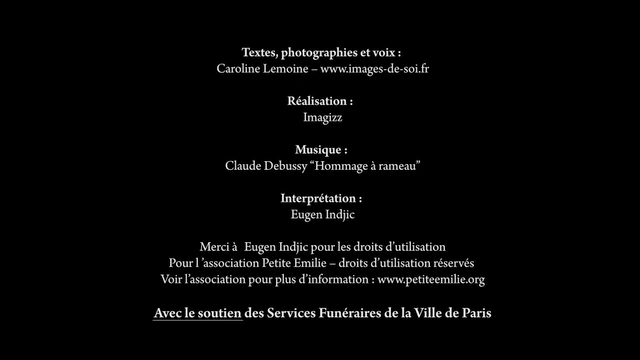 Textes, photographies et voix :
Caroline Lemoine – www.images-de-soi.fr
Réalisation :
Imagizz
Musique :
Claude Debussy “Hommage à rameau”
Interprétation :
Eugen Indjic
Merci à Eugen Indjic pour les droits d’utilisation
Pour l ’association Petite Emilie – droits d’utilisation réservés
Voir l’association pour plus d’information : www.petiteemilie.org
Avec le soutien des Services Funéraires de la Ville de Paris